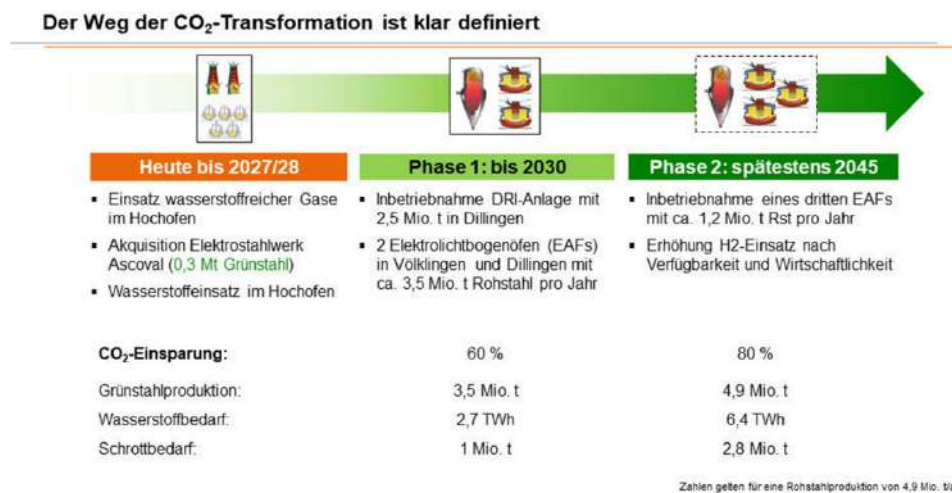 Der Weg der CO₂-Transformation ist klar definiert
Heute bis 2027/28
▪ Einsatz wasserstoffreicher Gase
im Hochofen
▪ Akquisition Elektrostahlwerk
Ascoval (0,3 Mt Grünstahl)
▪ Wasserstoffeinsatz im Hochofen
Phase 1: bis 2030
▪ Inbetriebnahme DRI-Anlage mit
2,5 Mio. t in Dillingen
▪ 2 Elektrolichtbogenöfen (EAFs)
in Völklingen und Dillingen mit
ca. 3,5 Mio. t Rohstahl pro Jahr
Phase 2: spätestens 2045
▪ Inbetriebnahme eines dritten EAFs
mit ca. 1,2 Mio. t Rst pro Jahr
▪ Erhöhung H2-Einsatz nach
Verfügbarkeit und Wirtschaftlichkeit
CO₂-Einsparung: 60 % 80 %
Grünstahlproduktion: 3,5 Mio. t 4,9 Mio. t
Wasserstoffbedarf: 2,7 TWh 6,4 TWh
Schrottbedarf: 1 Mio. t 2,8 Mio. t
Zahlen gelten für eine Rohstahlproduktion von 4,9 Mio. t/a